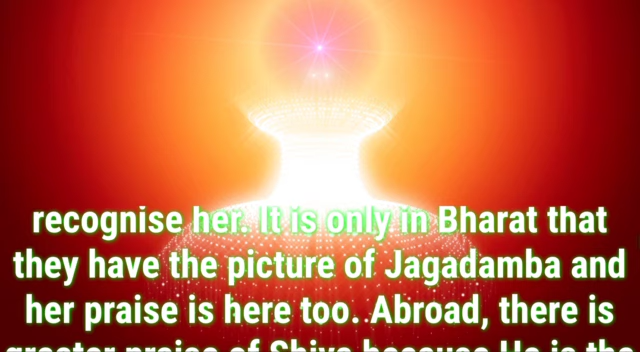 recognise her. It is only in Bharat that
they have the picture of Jagadamba and
her praise is here too..Abroad, there is
greater praise of Shiva because He is the